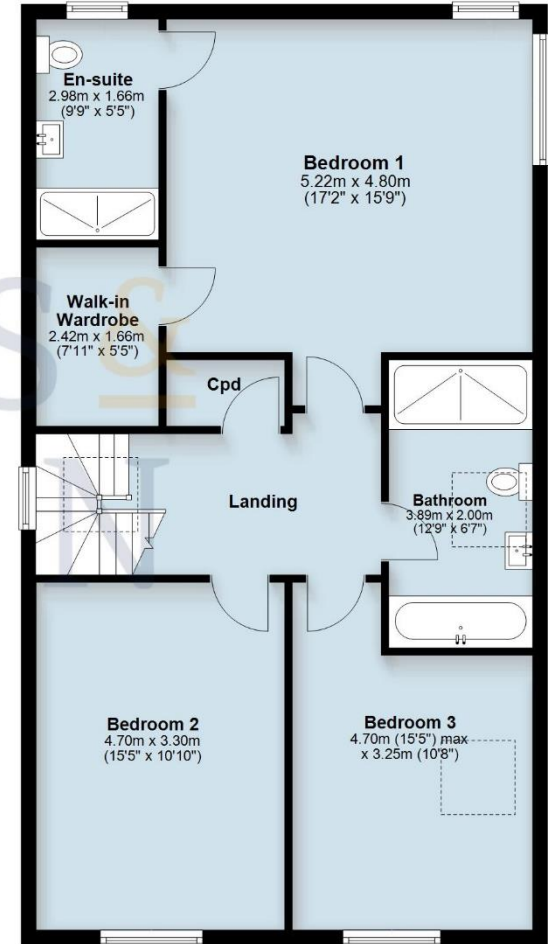 En-suite
2.98m x 1.66m
(9'9" x 5'5")
Bedroom 1
5.22m x 4.80m
(17'2" x 15'9")
Walk-in
Wardrobe
2.42m x 1.66m
(7'11" x 5'5")
S &
Cpd
Landing
Bathroom
3.89m x 2.00m
(12'9" x 6'7")
N
Bedroom 2
4.70m x 3.30m
(15'5" x 10'10")
Bedroom 3
4.70m (15'5") max
x 3.25m (10'8")